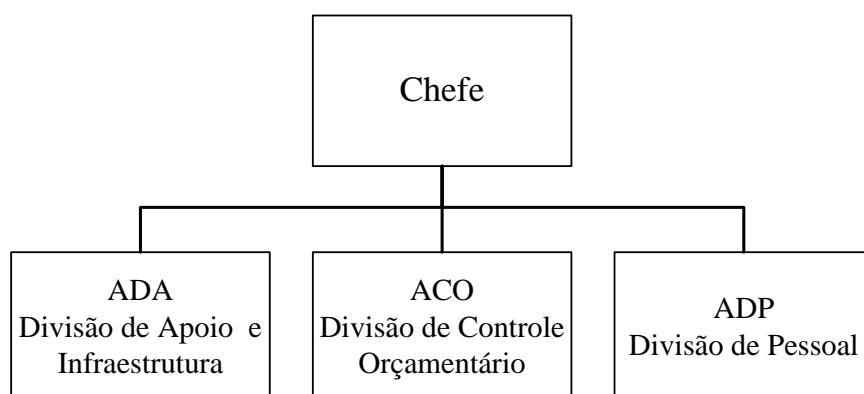 Chefe
ADA
Divisão de Apoio e
Infraestrutura
ACO
Divisão de Controle
Orçamentário
ADP
Divisão de Pessoal